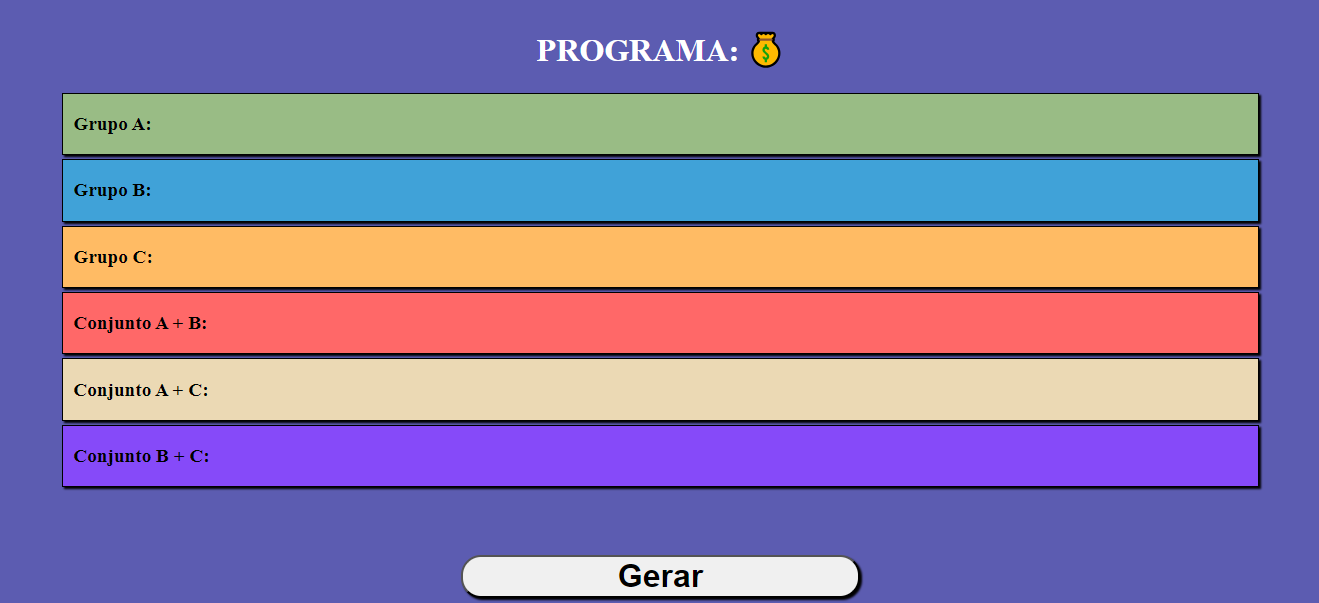 PROGRAMA: 💰
Grupo A:
Grupo B:
Grupo C:
Conjunto A + B:
Conjunto A + C:
Conjunto B + C:
Gerar